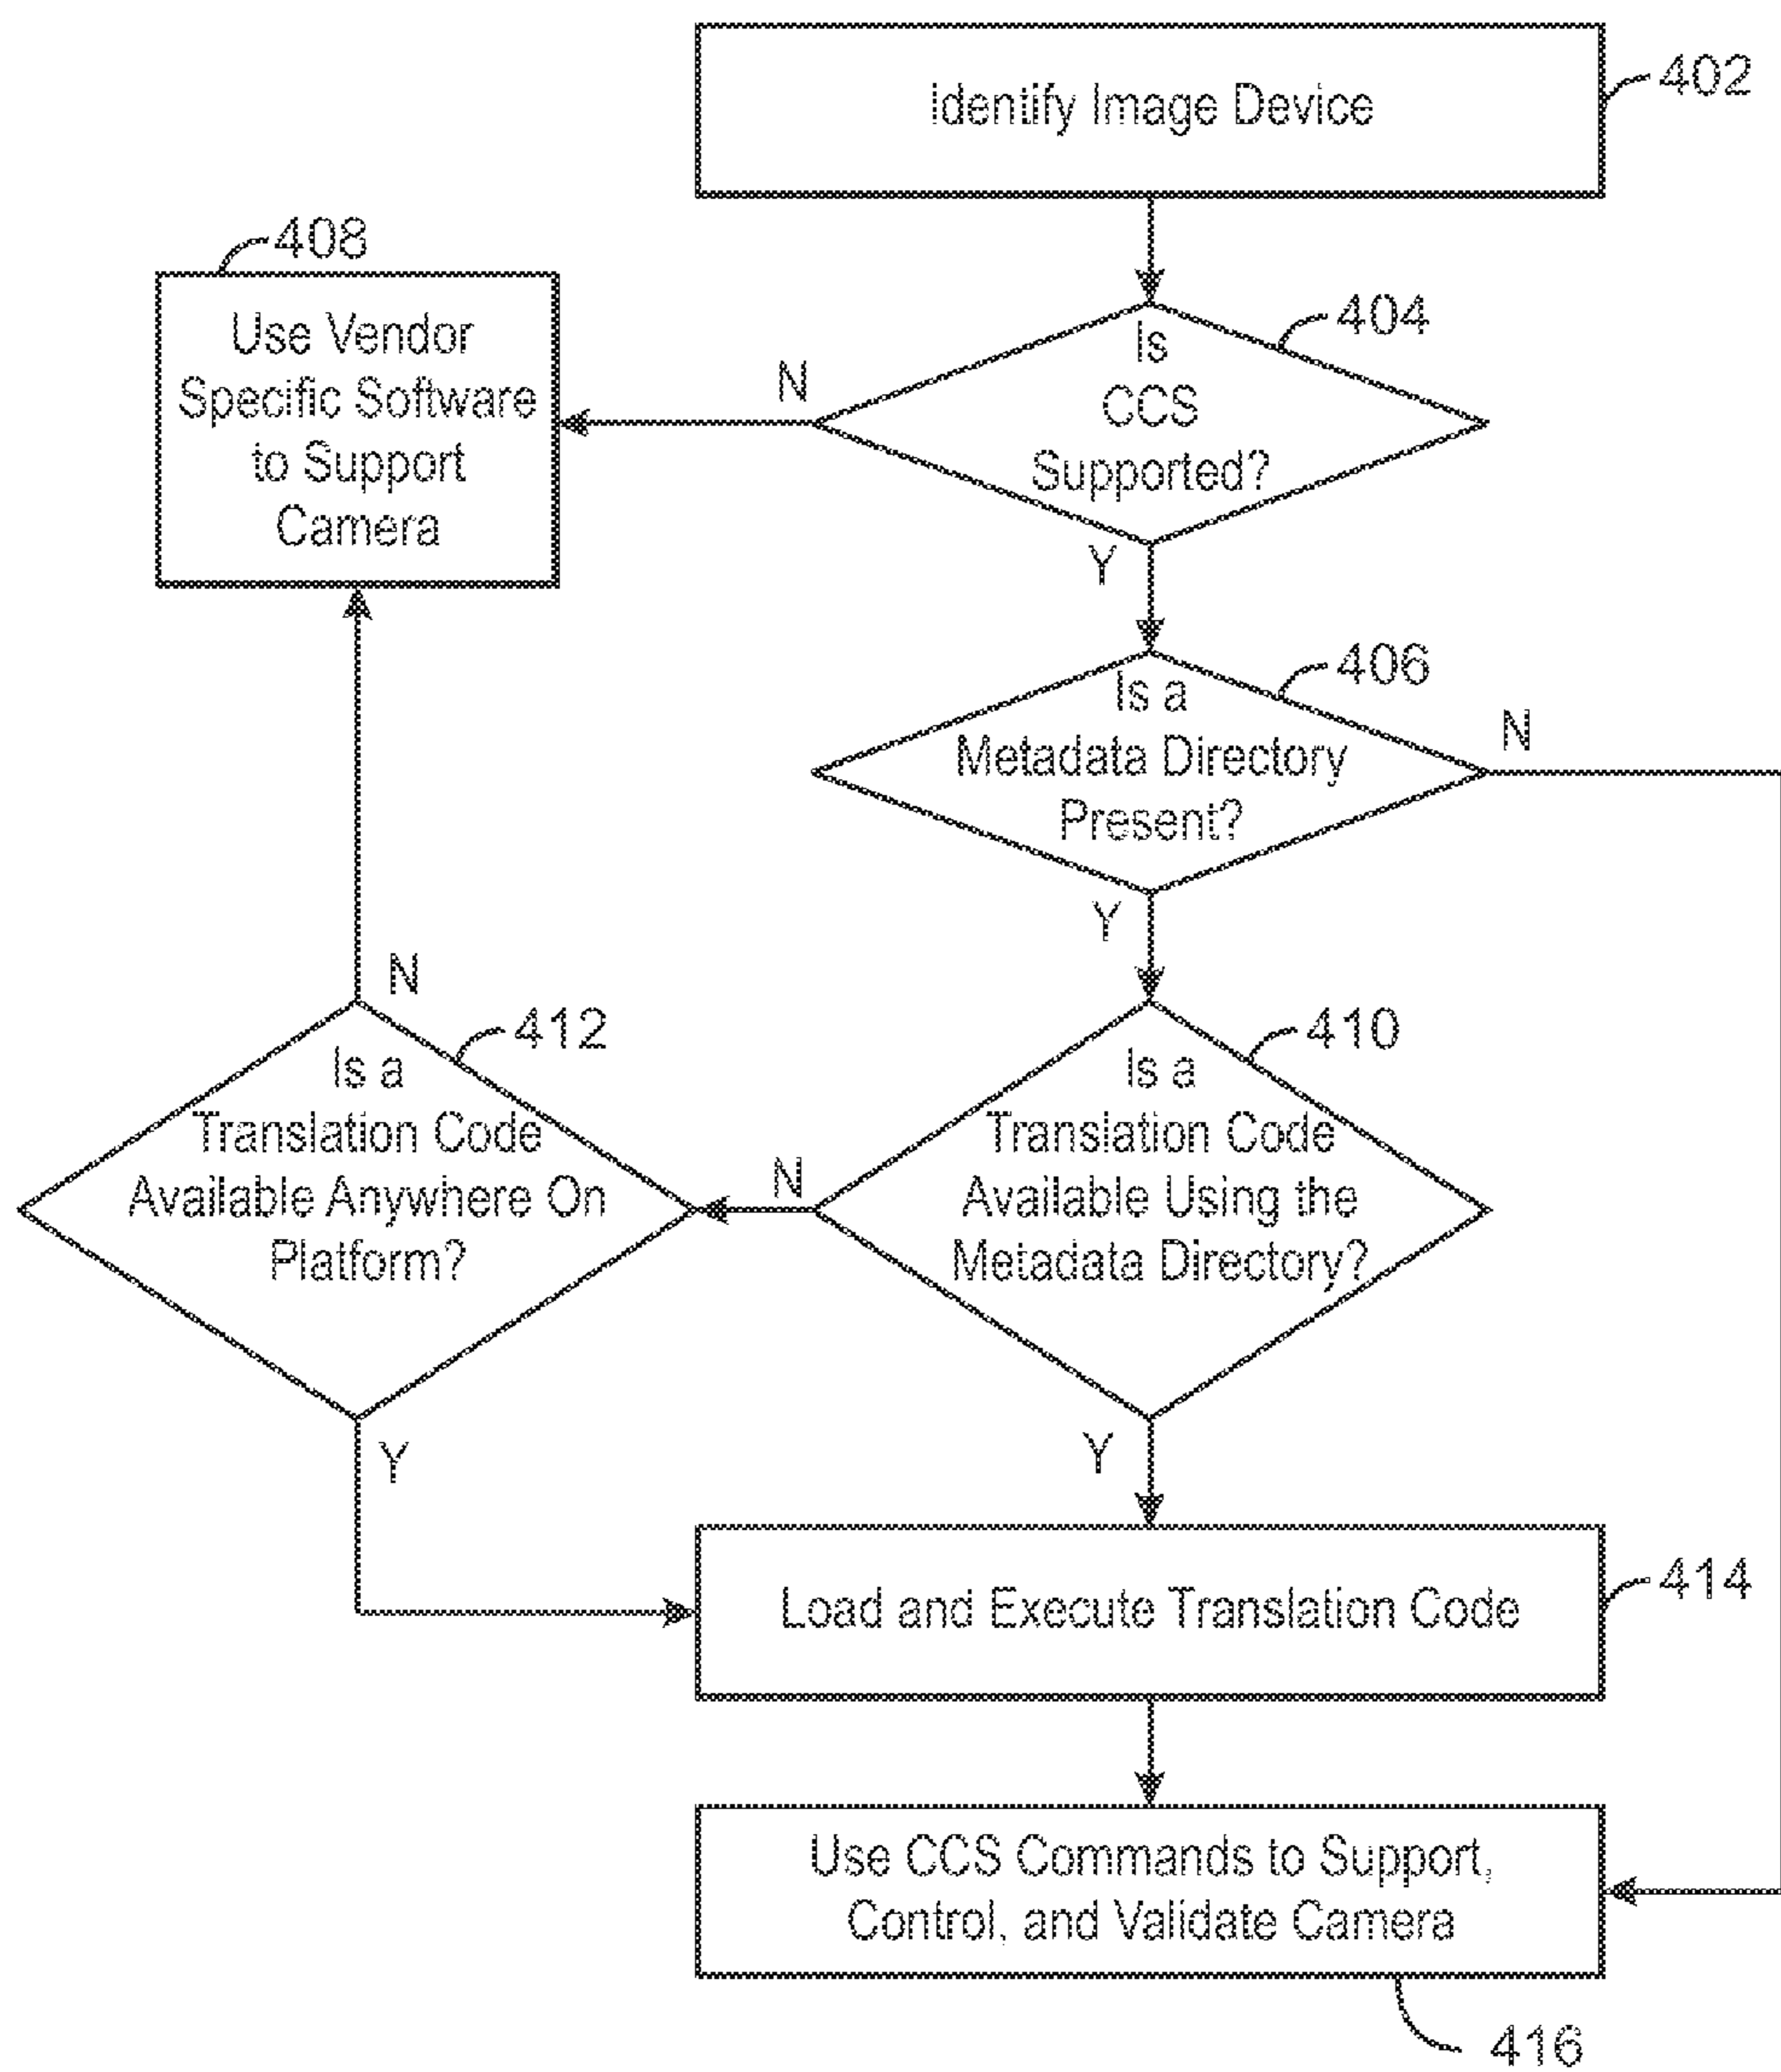 Identify Image Device
402
408
Use Vendor
Specific Software
to Support
Camera
N
Is
CCS
Supported?
404
Y
Is a
Metadata Directory
Present?
406
N
Y
N
Is a
Translation Code
Available Anywhere On
Platform?
412
N
Is a
Translation Code
Available Using the
Metadata Directory?
410
Y
Y
Load and Execute Translation Code
414
Use CCS Commands to Support,
Control, and Validate Camera
416